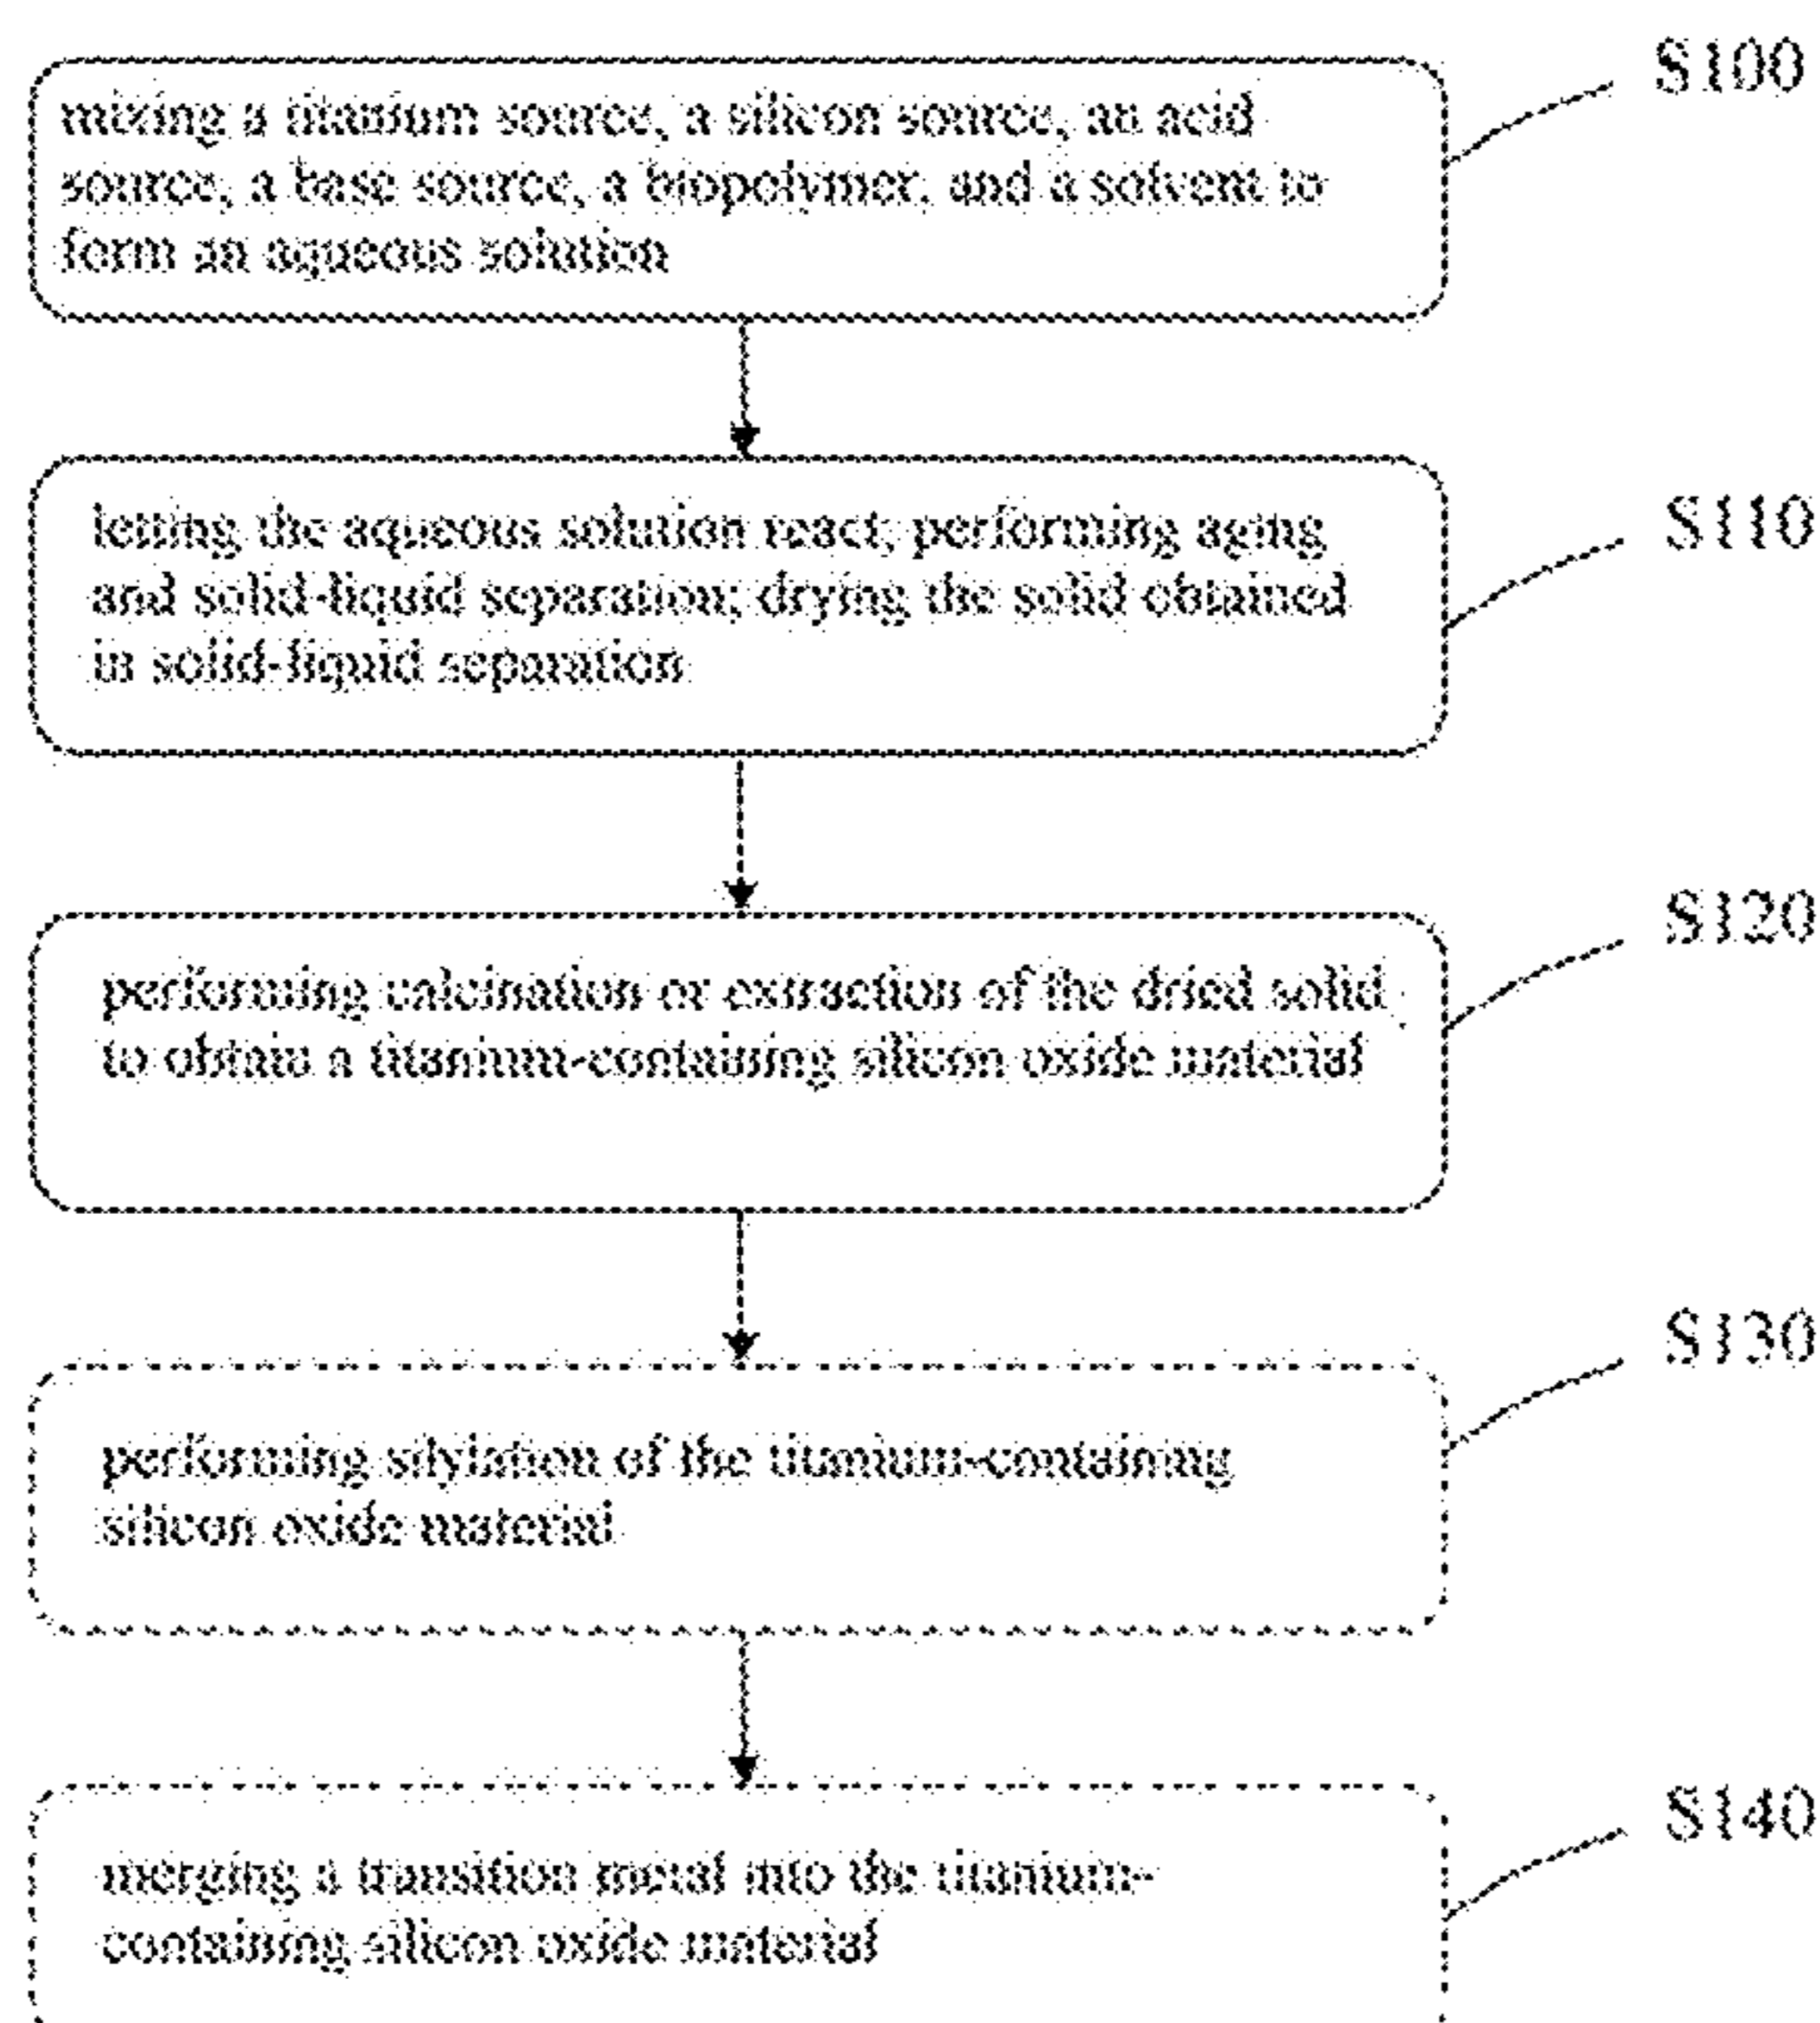 S100
mixing a titanium source, a silicon source, an acid
source, a base source, a biopolymer, and a solvent to
form an aqueous solution
S110
letting the aqueous solution react; performing aging
and solid-liquid separation; drying the solid obtained
in solid-liquid separation
S120
performing calcination or extraction of the dried solid
to obtain a titanium-containing silicon oxide material
S130
performing silylation of the titanium-containing
silicon oxide material
S140
merging a transition metal into the titanium-
containing silicon oxide material